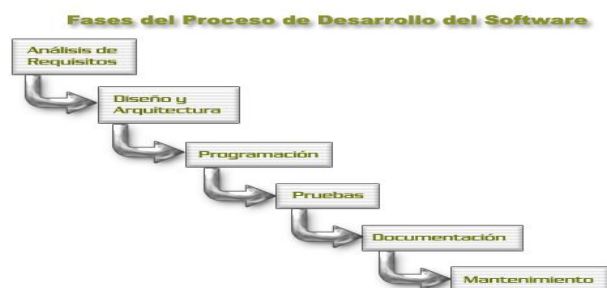 Fases del Proceso de Desarrollo del Software
Análisis de
Requisitos
Diseño y
Arquitectura
Programación
Pruebas
Documentación
Mantenimiento